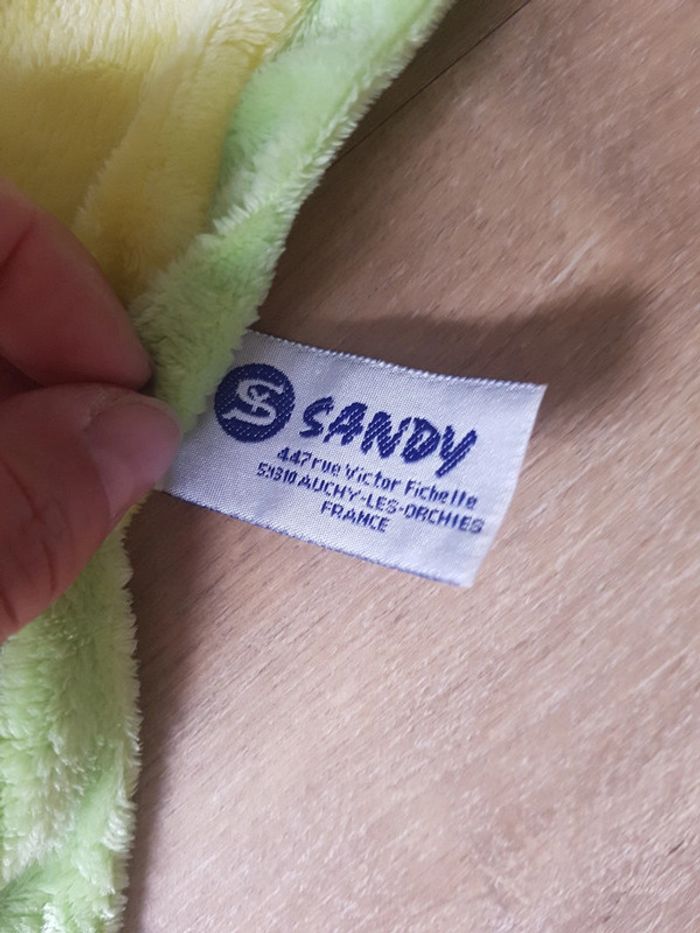 S SANDY
447 rue Victor Fichelle
59310 AUCHY-LES-ORCHIES
FRANCE